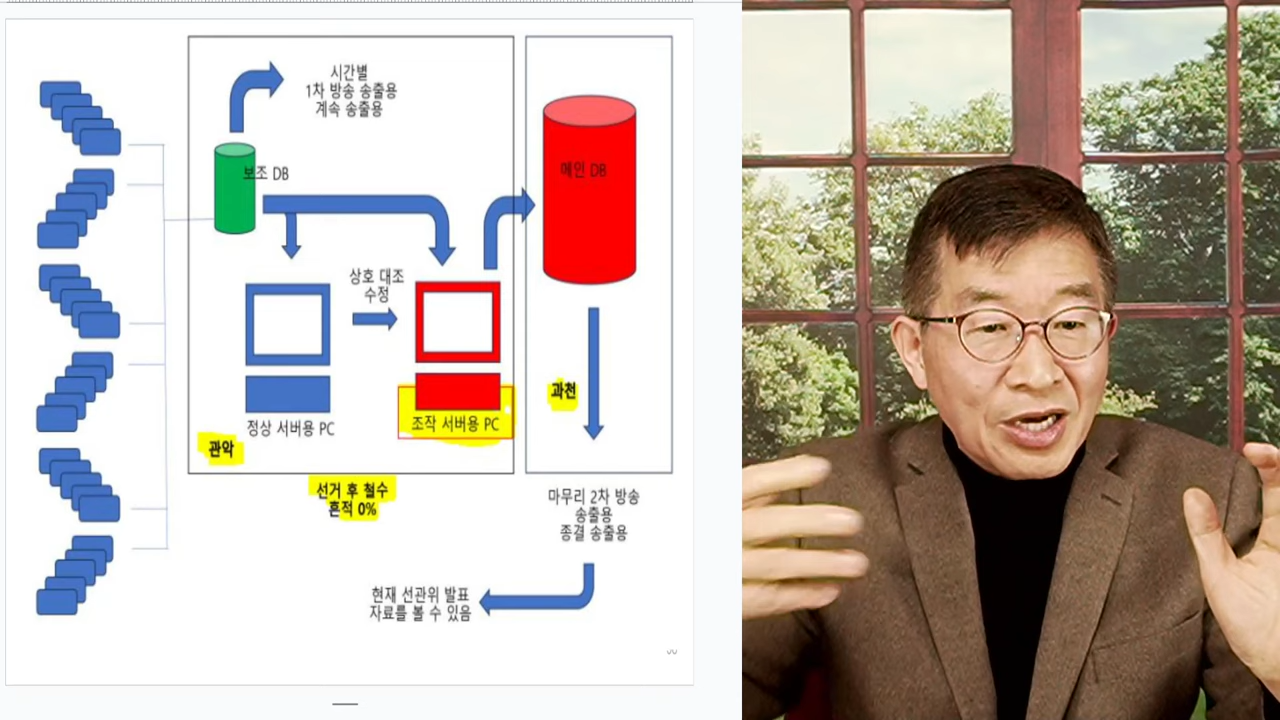 시간별
1차 방송 송출용
계속 송출용
보조 DB
메인 DB
상호 대조
수정
정상 서버용 PC
조작 서버용 PC
관악
과천
선거 후 철수
흔적 0%
마무리 2차 방송
송출용
종결 송출용
현재 선관위 발표
자료를 볼 수 있음